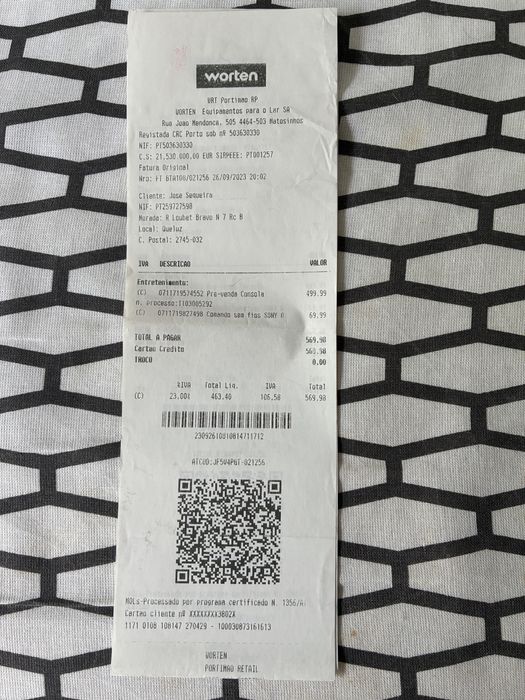 worten
WRT Portimao RP
WORTEN Equipamentos para o Lar SA
Rua Joao Mendonca, 505 4464-503 Matosinhos
Registada CRC Porto sob nº 503630330
NIF: PT503630330
C.S: 21.530.000,00 EUR SIRPEEE: PT001257
Fatura Original
Nro: FT BTA108/021256 26/09/2023 20:02
Cliente: Jose Sequeira
NIF: PT259727598
Morada: R Loubet Bravo N 7 Rc B
Local: Queluz
C. Postal: 2745-032
IVA DESCRICAO VALOR
Entretenimento:
(C) 0711719574552 Pre-venda Consola 499.99
n. processo:1103005292
(C) 0711719827498 Comando sem fios SONY 69.99
TOTAL A PAGAR 569.98
Cartao Credito 569.98
TROCO 0.00
%IVA Total Liq. IVA Total
(C) 23.00% 463.40 106.58 569.98
23092610810814711712
ATCUD:JF5V4PGT-021256
-Processado por programa certificado N. 1356/A
Cartao cliente nº XXXXXXXX3802X
1171 0108 108147 270429 - 100030873161613
WORTEN
PORTIMAO RETAIL